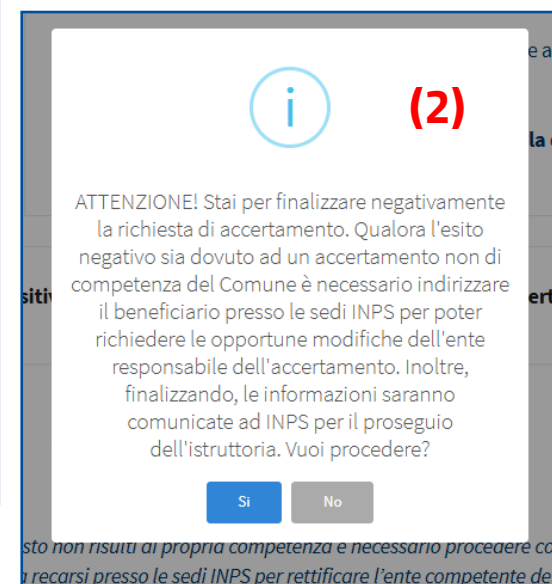 e a
i
(2)
la
ATTENZIONE! Stai per finalizzare negativamente
la richiesta di accertamento. Qualora l'esito
negativo sia dovuto ad un accertamento non di
competenza del Comune è necessario indirizzare
sitiv
ert
il beneficiario presso le sedi INPS per poter
richiedere le opportune modifiche dell'ente
responsabile dell'accertamento. Inoltre,
finalizzando, le informazioni saranno
comunicate ad INPS per il proseguio
dell'istruttoria. Vuoi procedere?
Si No
sto non risulti di propria competenza è necessario procedere co
a recarsi presso le sedi INPS per rettificare l'ente competente de